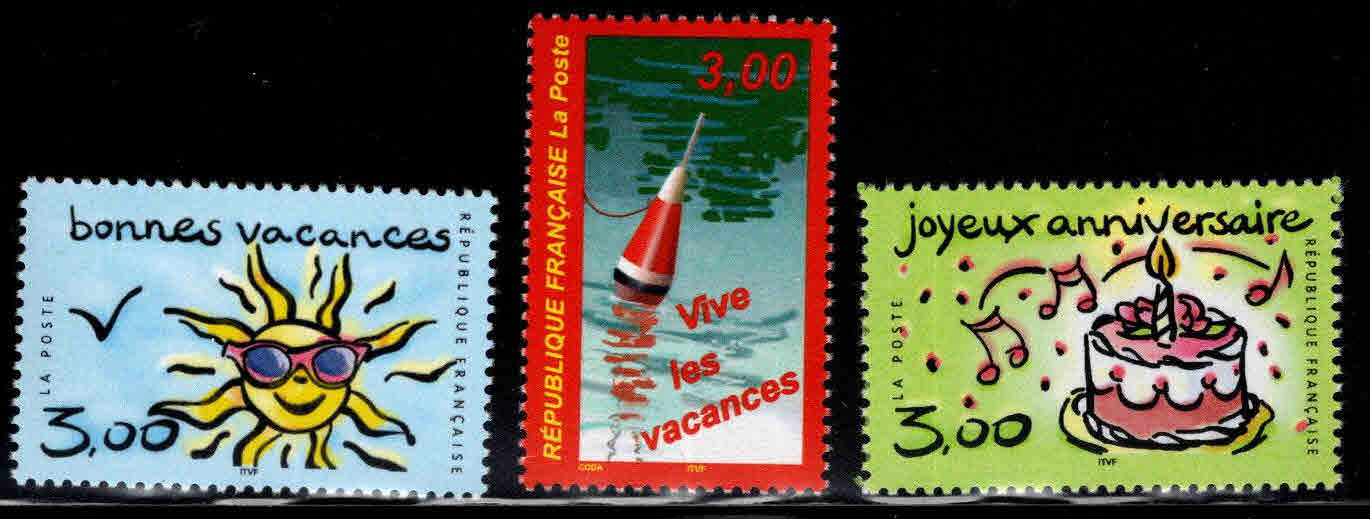 bonnes vacances
LA POSTE
RÉPUBLIQUE FRANÇAISE
3,00
ITVF
RÉPUBLIQUE FRANÇAISE La Poste
3,00
Vive
les
vacances
CODA
ITVF
joyeux anniversaire
LA POSTE
RÉPUBLIQUE FRANÇAISE
3,00
ITVF